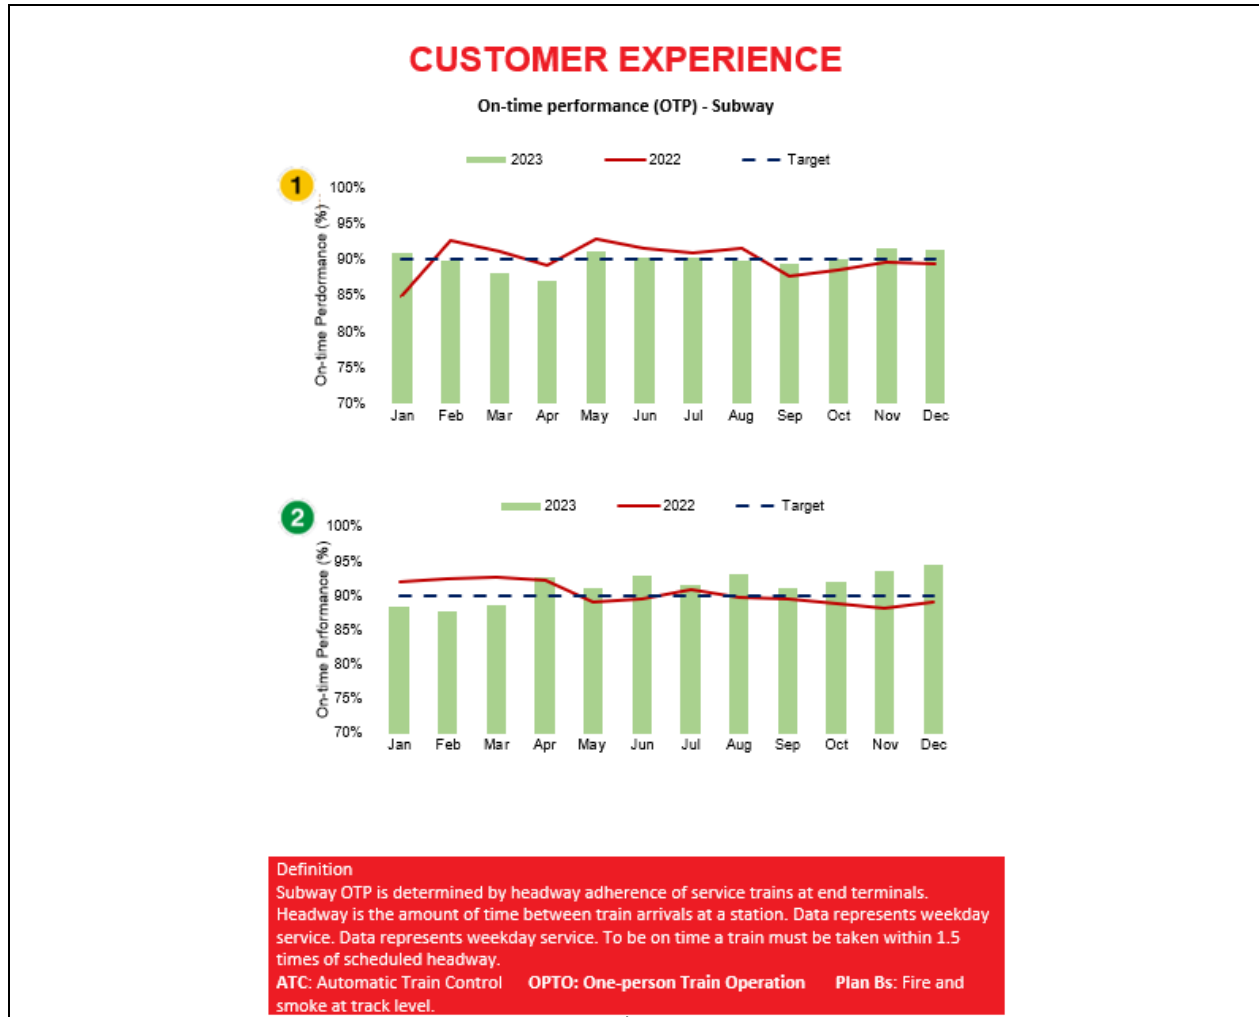 CUSTOMER EXPERIENCE
On-time performance (OTP) - Subway
2023 2022 Target
1
On-time Perdormance (%)
100%
95%
90%
85%
80%
75%
70%
Jan Feb Mar Apr May Jun Jul Aug Sep Oct Nov Dec
2023 2022 Target
2
On-time Performance (%)
100%
95%
90%
85%
80%
75%
70%
Jan Feb Mar Apr May Jun Jul Aug Sep Oct Nov Dec
Definition
Subway OTP is determined by headway adherence of service trains at end terminals.
Headway is the amount of time between train arrivals at a station. Data represents weekday
service. Data represents weekday service. To be on time a train must be taken within 1.5
times of scheduled headway.
ATC: Automatic Train Control OPTO: One-person Train Operation Plan Bs: Fire and
smoke at track level.